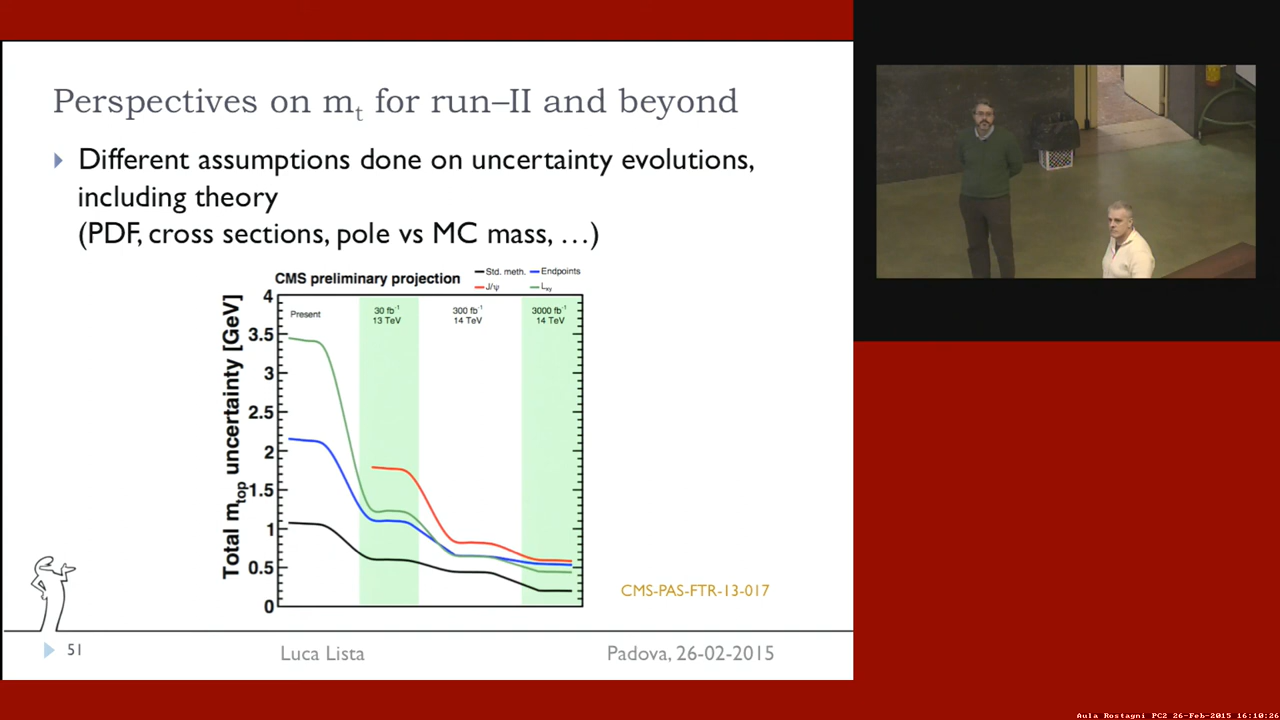 Perspectives on mt for run–II and beyond
Different assumptions done on uncertainty evolutions,
including theory
(PDF, cross sections, pole vs MC mass, …)
CMS preliminary projection
Std. meth.
Endpoints
J/ψ
Lxy
Total mtop uncertainty [GeV]
4
3.5
3
2.5
2
1.5
1
0.5
0
Present
30 fb-1
13 TeV
300 fb-1
14 TeV
3000 fb-1
14 TeV
CMS-PAS-FTR-13-017
51
Luca Lista
Padova, 26-02-2015
Aula Rostagni PC2 26-Feb-2015 16:10:26